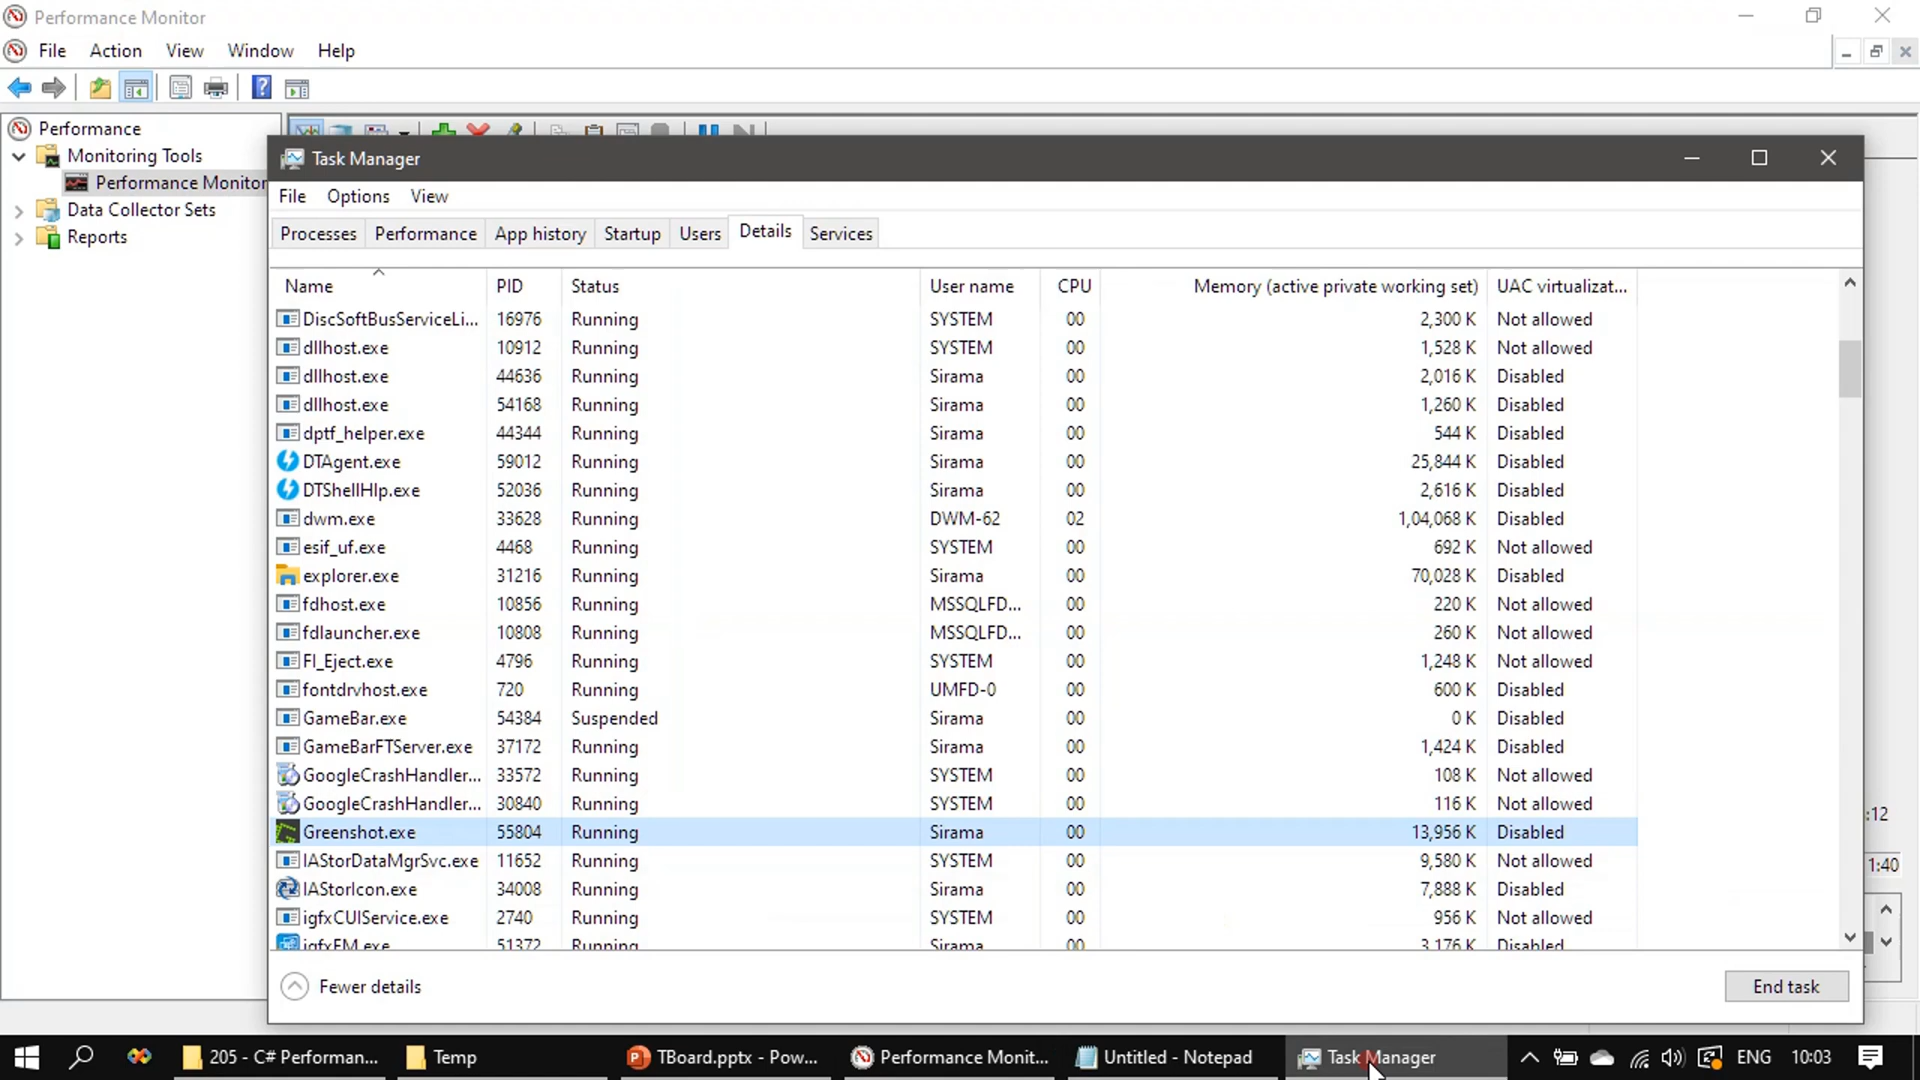 Performance Monitor
File Action View Window Help
Performance
Monitoring Tools
Performance Monitor
Data Collector Sets
Reports
Task Manager
File Options View
Processes Performance App history Startup Users Details Services
Name PID Status User name CPU Memory (active private working set) UAC virtualizat...
DiscSoftBusServiceLi... 16976 Running SYSTEM 00 2,300 K Not allowed
dllhost.exe 10912 Running SYSTEM 00 1,528 K Not allowed
dllhost.exe 44636 Running Sirama 00 2,016 K Disabled
dllhost.exe 54168 Running Sirama 00 1,260 K Disabled
dptf_helper.exe 44344 Running Sirama 00 544 K Disabled
DTAgent.exe 59012 Running Sirama 00 25,844 K Disabled
DTShellHlp.exe 52036 Running Sirama 00 2,616 K Disabled
dwm.exe 33628 Running DWM-62 02 1,04,068 K Disabled
esif_uf.exe 4468 Running SYSTEM 00 692 K Not allowed
explorer.exe 31216 Running Sirama 00 70,028 K Disabled
fdhost.exe 10856 Running MSSQLFD... 00 220 K Not allowed
fdlauncher.exe 10808 Running MSSQLFD... 00 260 K Not allowed
FI_Eject.exe 4796 Running SYSTEM 00 1,248 K Not allowed
fontdrvhost.exe 720 Running UMFD-0 00 600 K Disabled
GameBar.exe 54384 Suspended Sirama 00 0 K Disabled
GameBarFTServer.exe 37172 Running Sirama 00 1,424 K Disabled
GoogleCrashHandler... 33572 Running SYSTEM 00 108 K Not allowed
GoogleCrashHandler... 30840 Running SYSTEM 00 116 K Not allowed
Greenshot.exe 55804 Running Sirama 00 13,956 K Disabled
IAStorDataMgrSvc.exe 11652 Running SYSTEM 00 9,580 K Not allowed
IAStorIcon.exe 34008 Running Sirama 00 7,888 K Disabled
igfxCUIService.exe 2740 Running SYSTEM 00 956 K Not allowed
igfxEM.exe 51372 Running Sirama 00 3,176 K Disabled
:12
1:40
Fewer details End task
205 - C# Performan... Temp TBoard.pptx - Pow... Performance Monit... Untitled - Notepad Task Manager ENG 10:03